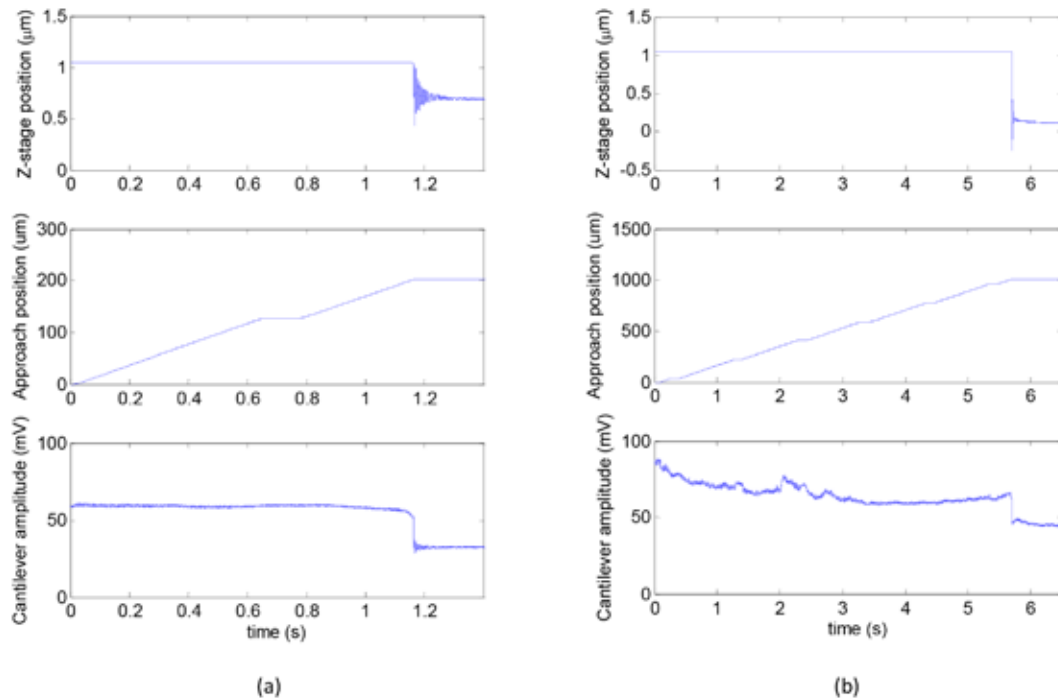 1.5
1
0.5
0
Z-stage position (μm)
0 0.2 0.4 0.6 0.8 1 1.2
300
200
100
0
Approach position (um)
0 0.2 0.4 0.6 0.8 1 1.2
100
50
0
Cantilever amplitude (mV)
0 0.2 0.4 0.6 0.8 1 1.2
time (s)
(a)
1.5
1
0.5
0
-0.5
Z-stage position (μm)
0 1 2 3 4 5 6
1500
1000
500
0
Approach position (um)
0 1 2 3 4 5 6
100
50
0
Cantilever amplitude (mV)
0 1 2 3 4 5 6
time (s)
(b)